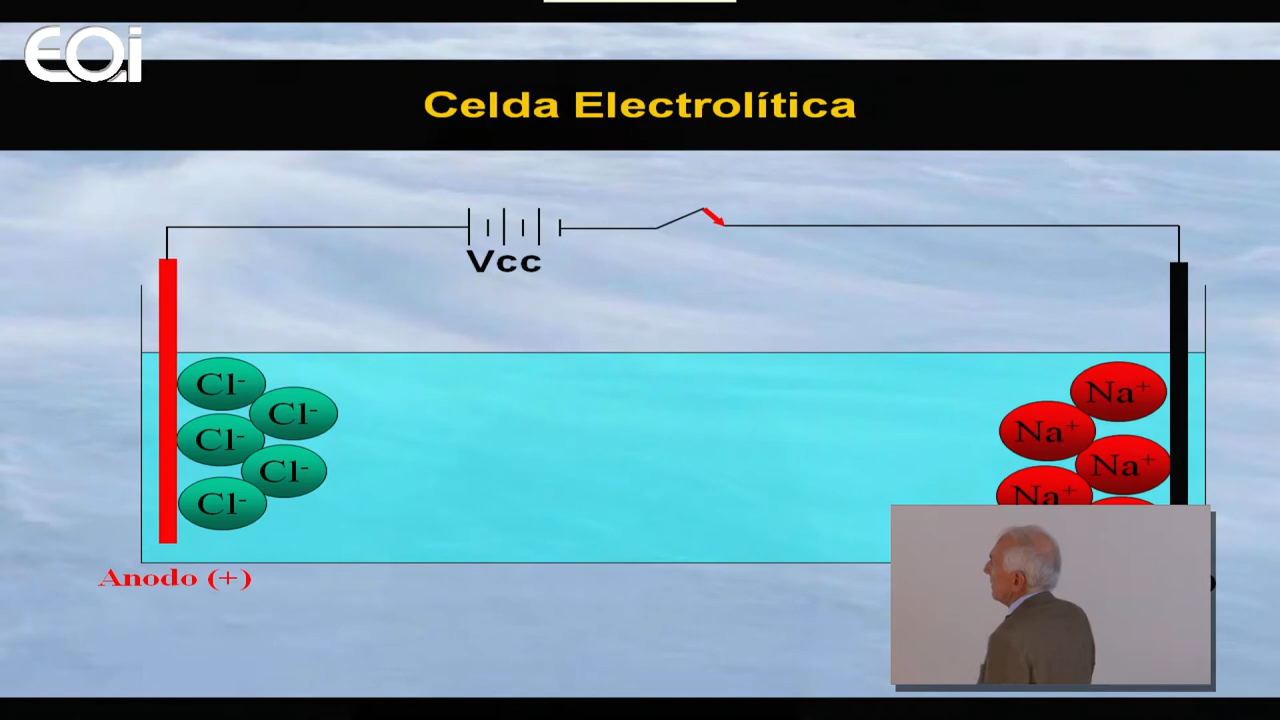 EOi
Celda Electrolítica
Vcc
Cl-
Cl-
Cl-
Cl-
Cl-
Na+
Na+
Na+
Na+
Anodo (+)